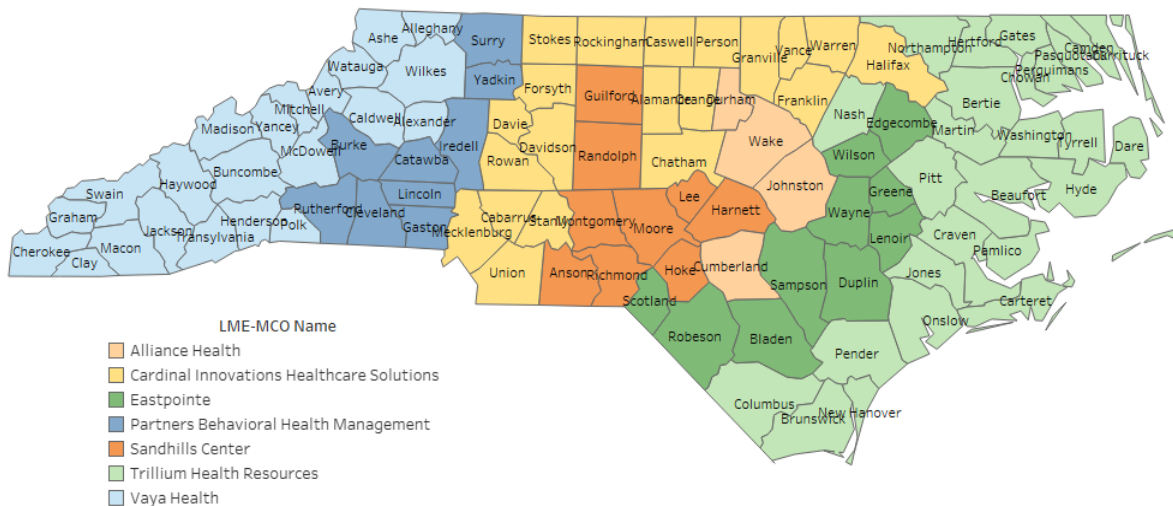 Alleghany
Ashe
Surry
Stokes
Rockingham
Caswell
Person
Granville
Vance
Warren
Northampton
Hertford
Gates
Camden
Pasquotank
Currituck
Perquimans
Chowan
Halifax
Watauga
Wilkes
Yadkin
Forsyth
Guilford
Alamance
Orange
Durham
Franklin
Nash
Edgecombe
Bertie
Martin
Washington
Tyrrell
Dare
Avery
Mitchell
Yancey
Madison
Caldwell
Alexander
Iredell
Davie
Davidson
Randolph
Chatham
Wake
Wilson
Pitt
Beaufort
Hyde
McDowell
Burke
Catawba
Rowan
Johnston
Greene
Buncombe
Haywood
Swain
Lincoln
Lee
Harnett
Wayne
Lenoir
Craven
Pamlico
Graham
Henderson
Rutherford
Cleveland
Gaston
Cabarrus
Stanly
Montgomery
Moore
Jackson
Transylvania
Polk
Mecklenburg
Cherokee
Macon
Clay
Union
Anson
Richmond
Hoke
Cumberland
Sampson
Duplin
Jones
Carteret
Onslow
Scotland
Robeson
Bladen
Pender
Columbus
Brunswick
New Hanover
LME-MCO Name
Alliance Health
Cardinal Innovations Healthcare Solutions
Eastpointe
Partners Behavioral Health Management
Sandhills Center
Trillium Health Resources
Vaya Health